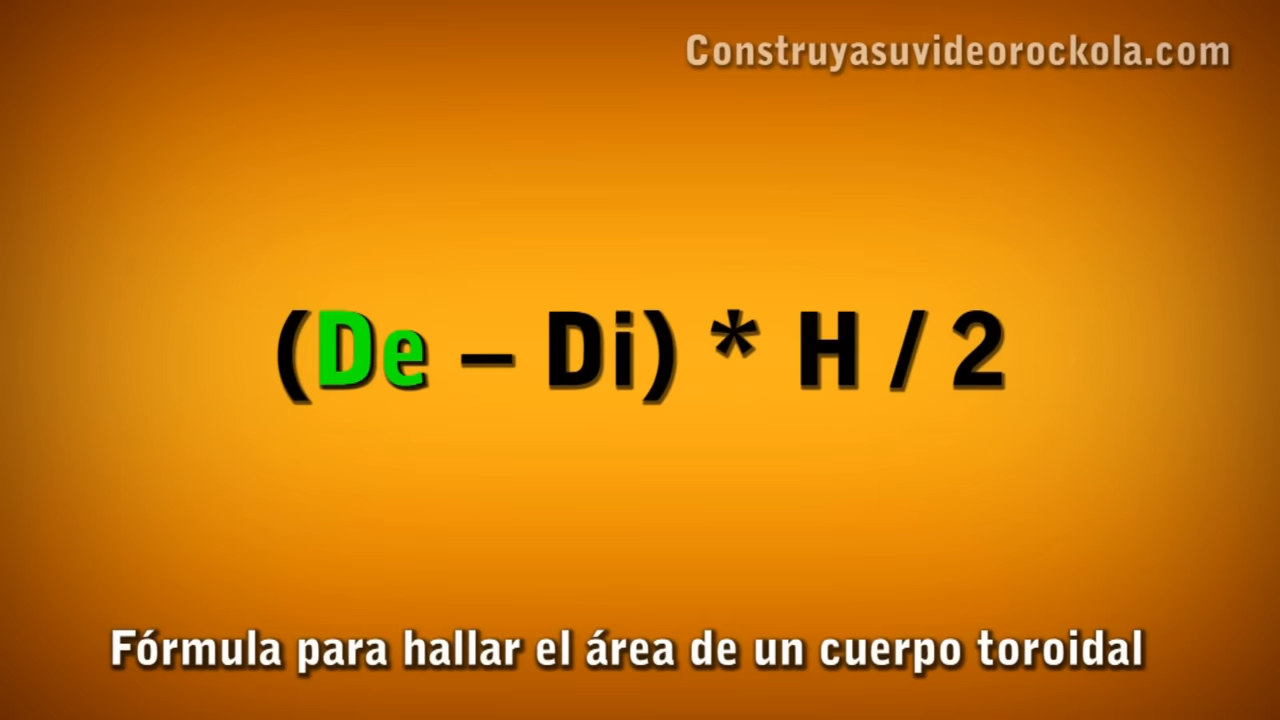 Construyasuvideorockola.com
(De – Di) * H / 2
Fórmula para hallar el área de un cuerpo toroidal